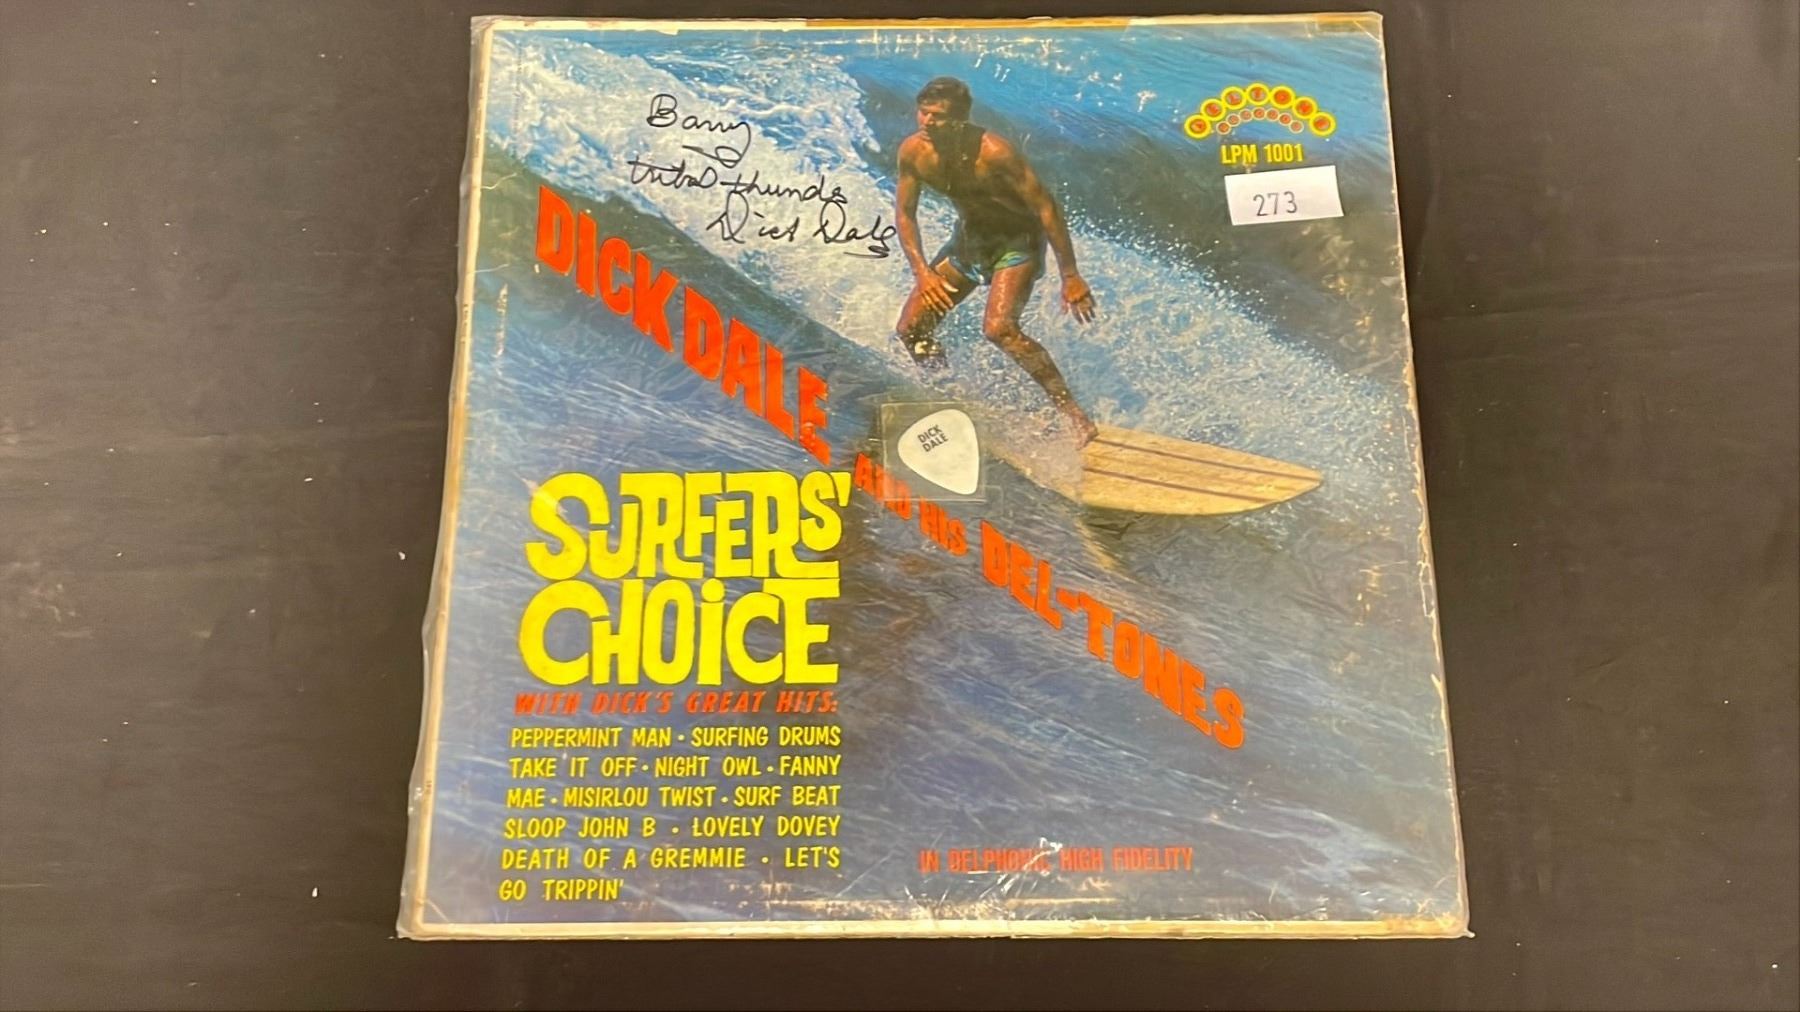 Barry
tribal thunder
Dick Dale
DELTONE
RECORDS
LPM 1001
273
DICK DALE
AND HIS DEL-TONES
DICK
DALE
SURFERS'
CHOiCE
WITH DICK'S GREAT HITS:
PEPPERMINT MAN • SURFING DRUMS
TAKE IT OFF • NIGHT OWL • FANNY
MAE • MISIRLOU TWIST • SURF BEAT
SLOOP JOHN B • LOVELY DOVEY
DEATH OF A GREMMIE • LET'S
GO TRIPPIN'
IN DELPHONIC HIGH FIDELITY